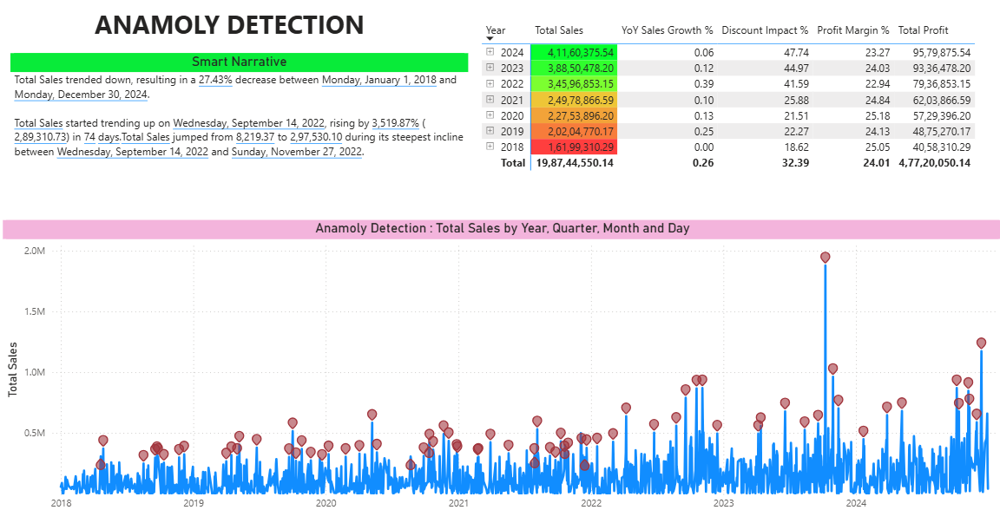 ANAMOLY DETECTION
Smart Narrative
Total Sales trended down, resulting in a 27.43% decrease between Monday, January 1, 2018 and
Monday, December 30, 2024.
Total Sales started trending up on Wednesday, September 14, 2022, rising by 3,519.87% (
2,89,310.73) in 74 days.Total Sales jumped from 8,219.37 to 2,97,530.10 during its steepest incline
between Wednesday, September 14, 2022 and Sunday, November 27, 2022.
Year Total Sales YoY Sales Growth % Discount Impact % Profit Margin % Total Profit
2024 4,11,60,375.54 0.06 47.74 23.27 95,79,875.54
2023 3,88,50,478.20 0.12 44.97 24.03 93,36,478.20
2022 3,45,96,853.15 0.39 41.59 22.94 79,36,853.15
2021 2,49,78,866.59 0.10 25.88 24.84 62,03,866.59
2020 2,27,53,896.20 0.13 21.51 25.18 57,29,396.20
2019 2,02,04,770.17 0.25 22.27 24.13 48,75,270.17
2018 1,61,99,310.29 0.00 18.62 25.05 40,58,310.29
Total 19,87,44,550.14 0.26 32.39 24.01 4,77,20,050.14
Anamoly Detection : Total Sales by Year, Quarter, Month and Day
2.0M
1.5M
1.0M
0.5M
Total Sales
2018 2019 2020 2021 2022 2023 2024